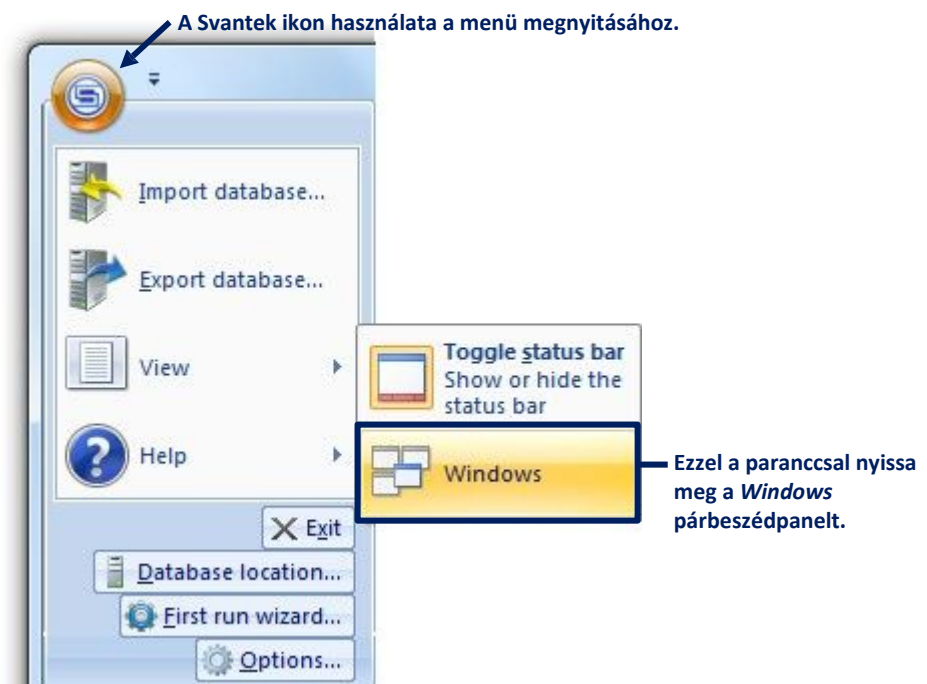 A Svantek ikon használata a menü megnyitásához.
Import database...
Export database...
View
Help
Toggle status bar
Show or hide the
status bar
Windows
Ezzel a paranccsal nyissa
meg a Windows
párbeszédpanelt.
Exit
Database location...
First run wizard...
Options...